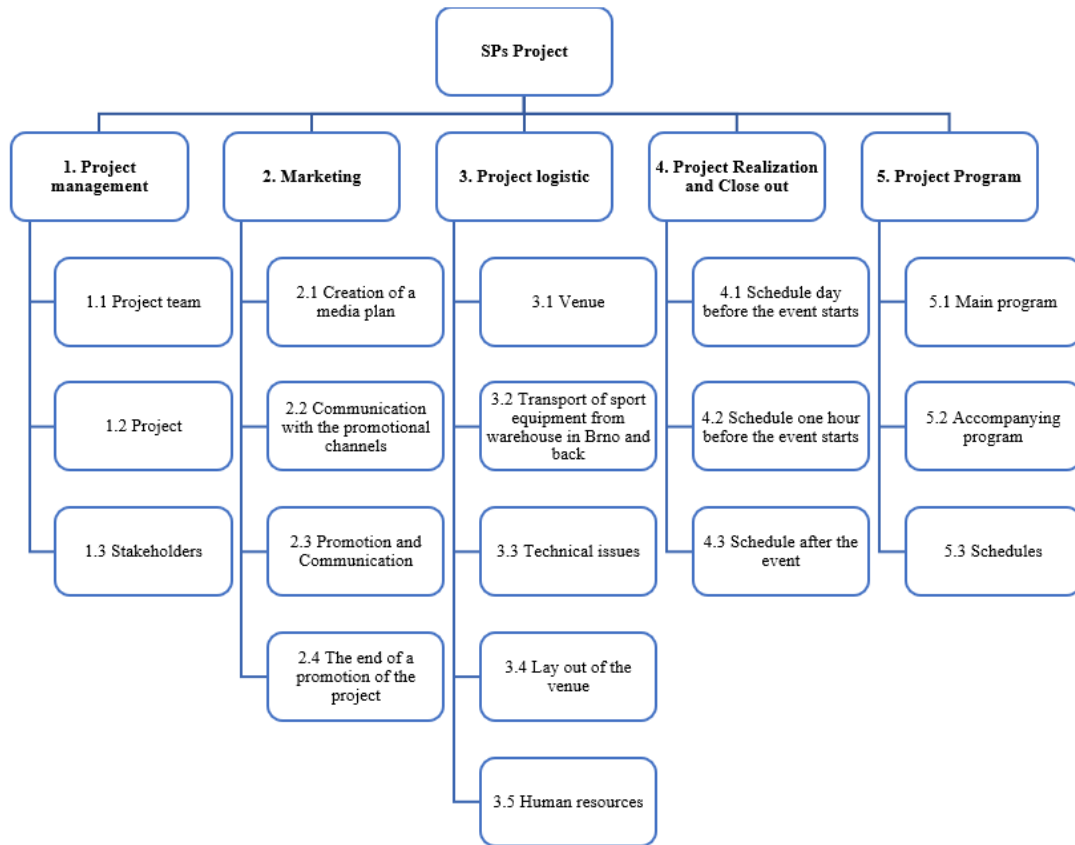 SPs Project
1. Project
management
2. Marketing
3. Project logistic
4. Project Realization
and Close out
5. Project Program
1.1 Project team
2.1 Creation of a
media plan
3.1 Venue
4.1 Schedule day
before the event starts
5.1 Main program
1.2 Project
2.2 Communication
with the promotional
channels
3.2 Transport of sport
equipment from
warehouse in Brno and
back
4.2 Schedule one hour
before the event starts
5.2 Accompanying
program
1.3 Stakeholders
2.3 Promotion and
Communication
3.3 Technical issues
4.3 Schedule after the
event
5.3 Schedules
2.4 The end of a
promotion of the
project
3.4 Lay out of the
venue
3.5 Human resources